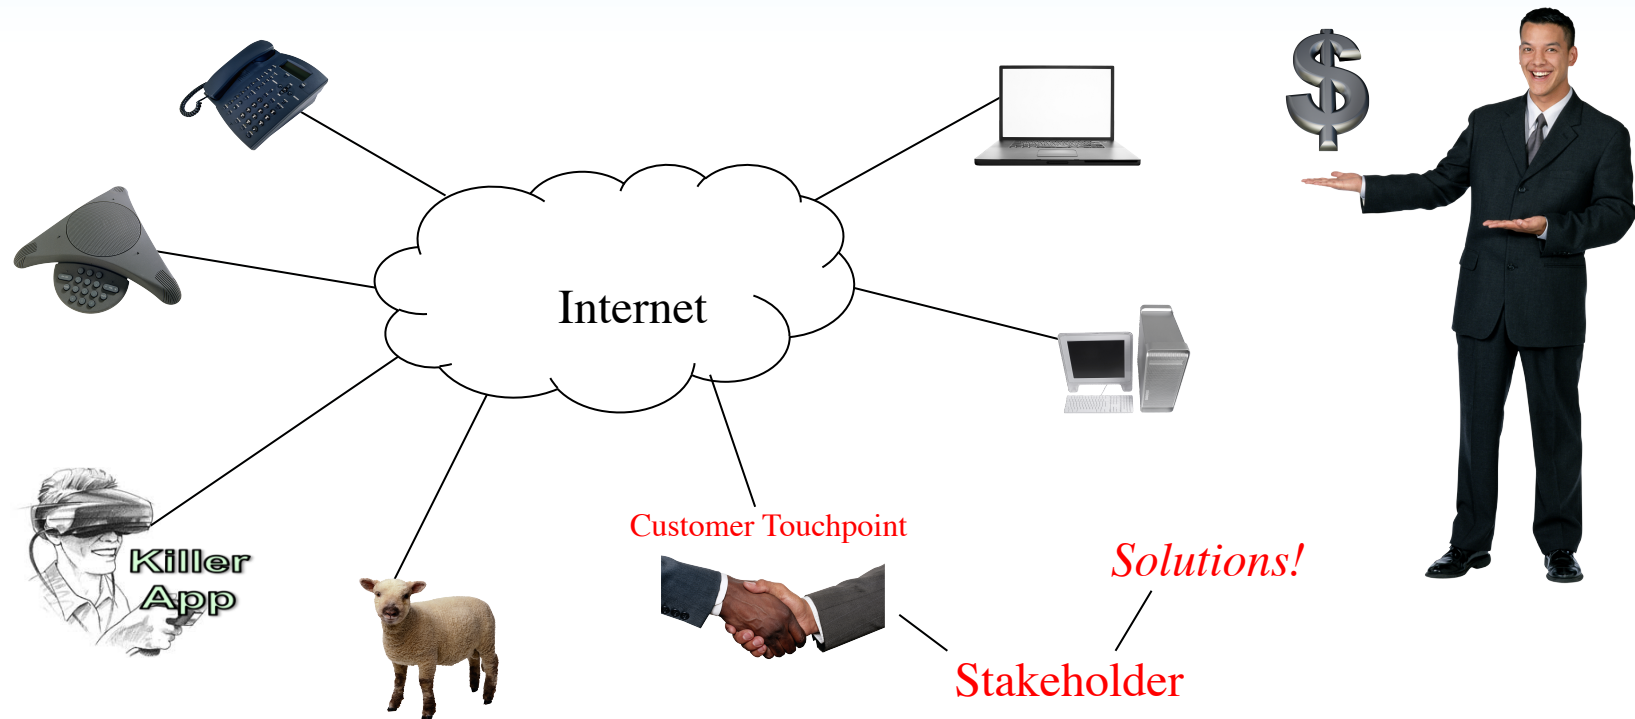 Internet
Customer Touchpoint
Solutions!
Killer
App
Stakeholder